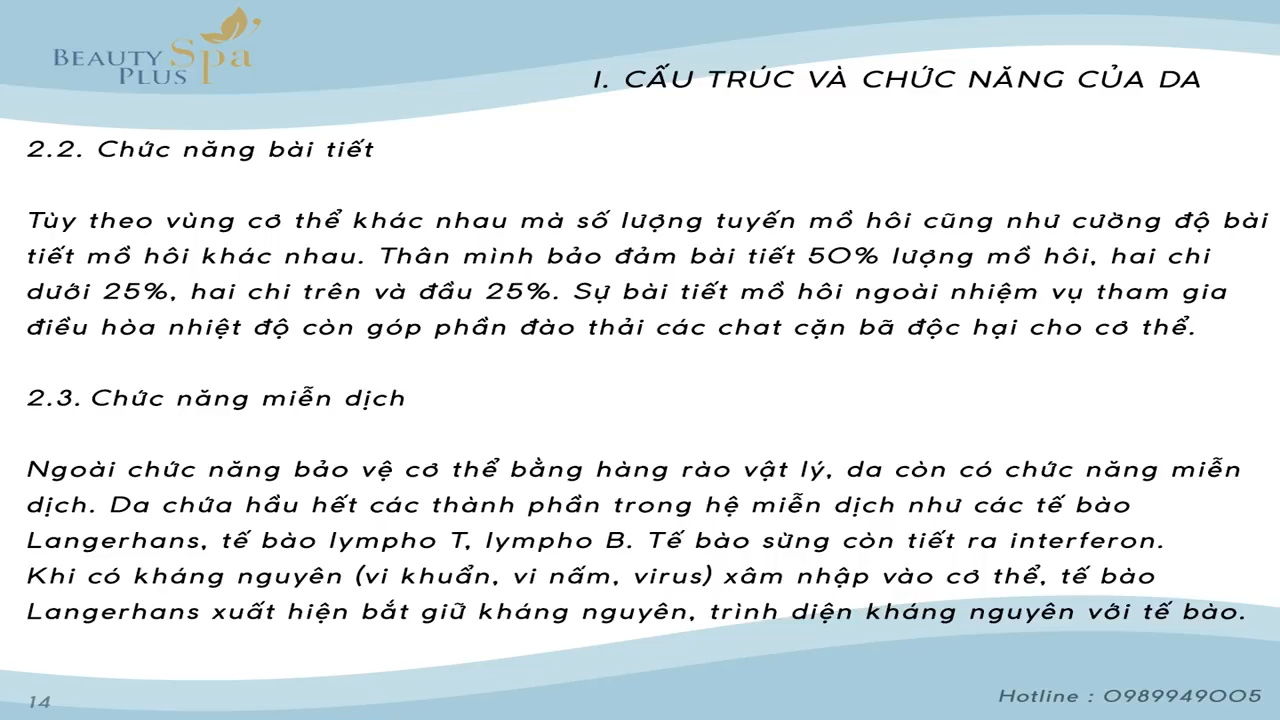 BEAUTY Spa
PLUS
I. CẤU TRÚC VÀ CHỨC NĂNG CỦA DA
2.2. Chức năng bài tiết
Tùy theo vùng cơ thể khác nhau mà số lượng tuyến mồ hôi cũng như cường độ bài
tiết mồ hôi khác nhau. Thân mình bảo đảm bài tiết 50% lượng mồ hôi, hai chi
dưới 25%, hai chi trên và đầu 25%. Sự bài tiết mồ hôi ngoài nhiệm vụ tham gia
điều hòa nhiệt độ còn góp phần đào thải các chat cặn bã độc hại cho cơ thể.
2.3. Chức năng miễn dịch
Ngoài chức năng bảo vệ cơ thể bằng hàng rào vật lý, da còn có chức năng miễn
dịch. Da chứa hầu hết các thành phần trong hệ miễn dịch như các tế bào
Langerhans, tế bào lympho T, lympho B. Tế bào sừng còn tiết ra interferon.
Khi có kháng nguyên (vi khuẩn, vi nấm, virus) xâm nhập vào cơ thể, tế bào
Langerhans xuất hiện bắt giữ kháng nguyên, trình diện kháng nguyên với tế bào.
14
Hotline : 0989949005